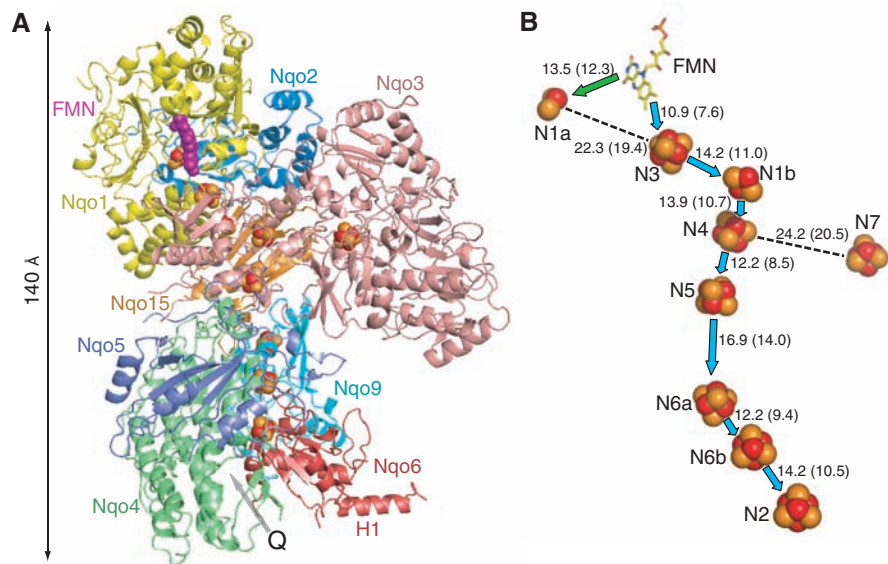 A
140 Å
FMN
Nqo2
Nqo3
Nqo1
Nqo15
Nqo5
Nqo9
Nqo6
Nqo4
Q
H1
B
13.5 (12.3)
FMN
N1a
10.9 (7.6)
22.3 (19.4)
N3
14.2 (11.0)
N1b
13.9 (10.7)
N4
24.2 (20.5)
N7
12.2 (8.5)
N5
16.9 (14.0)
N6a
12.2 (9.4)
N6b
14.2 (10.5)
N2